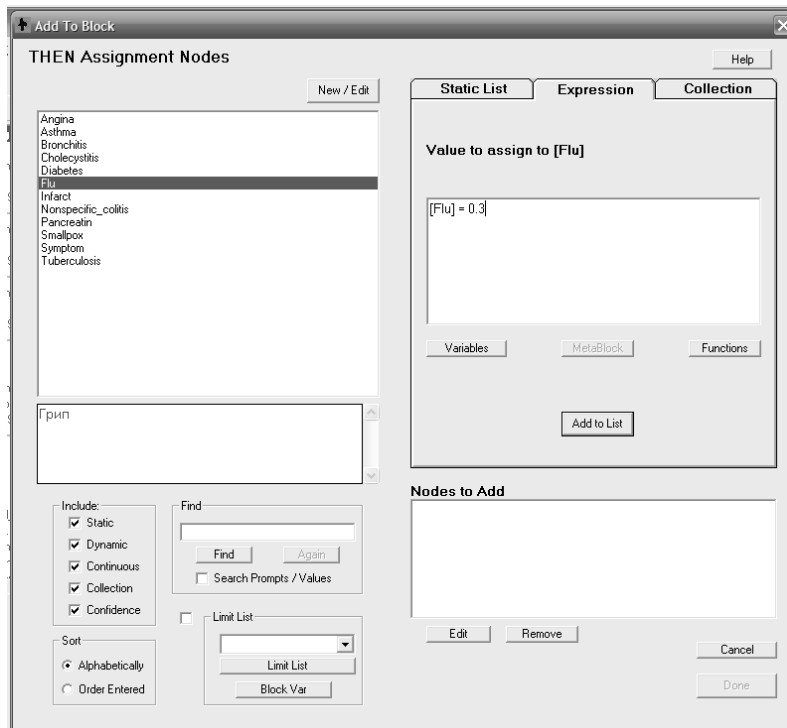 Add To Block
THEN Assignment Nodes
Help
New / Edit
Angina
Asthma
Bronchitis
Cholecystitis
Diabetes
Flu
Infarct
Nonspecific_colitis
Pancreatin
Smallpox
Symptom
Tuberculosis
Грип
Include:
Static
Dynamic
Continuous
Collection
Confidence
Sort
Alphabetically
Order Entered
Find
Find
Again
Search Prompts / Values
Limit List
Limit List
Block Var
Static List
Expression
Collection
Value to assign to [Flu]
[Flu] = 0.3
Variables
MetaBlock
Functions
Add to List
Nodes to Add
Edit
Remove
Cancel
Done